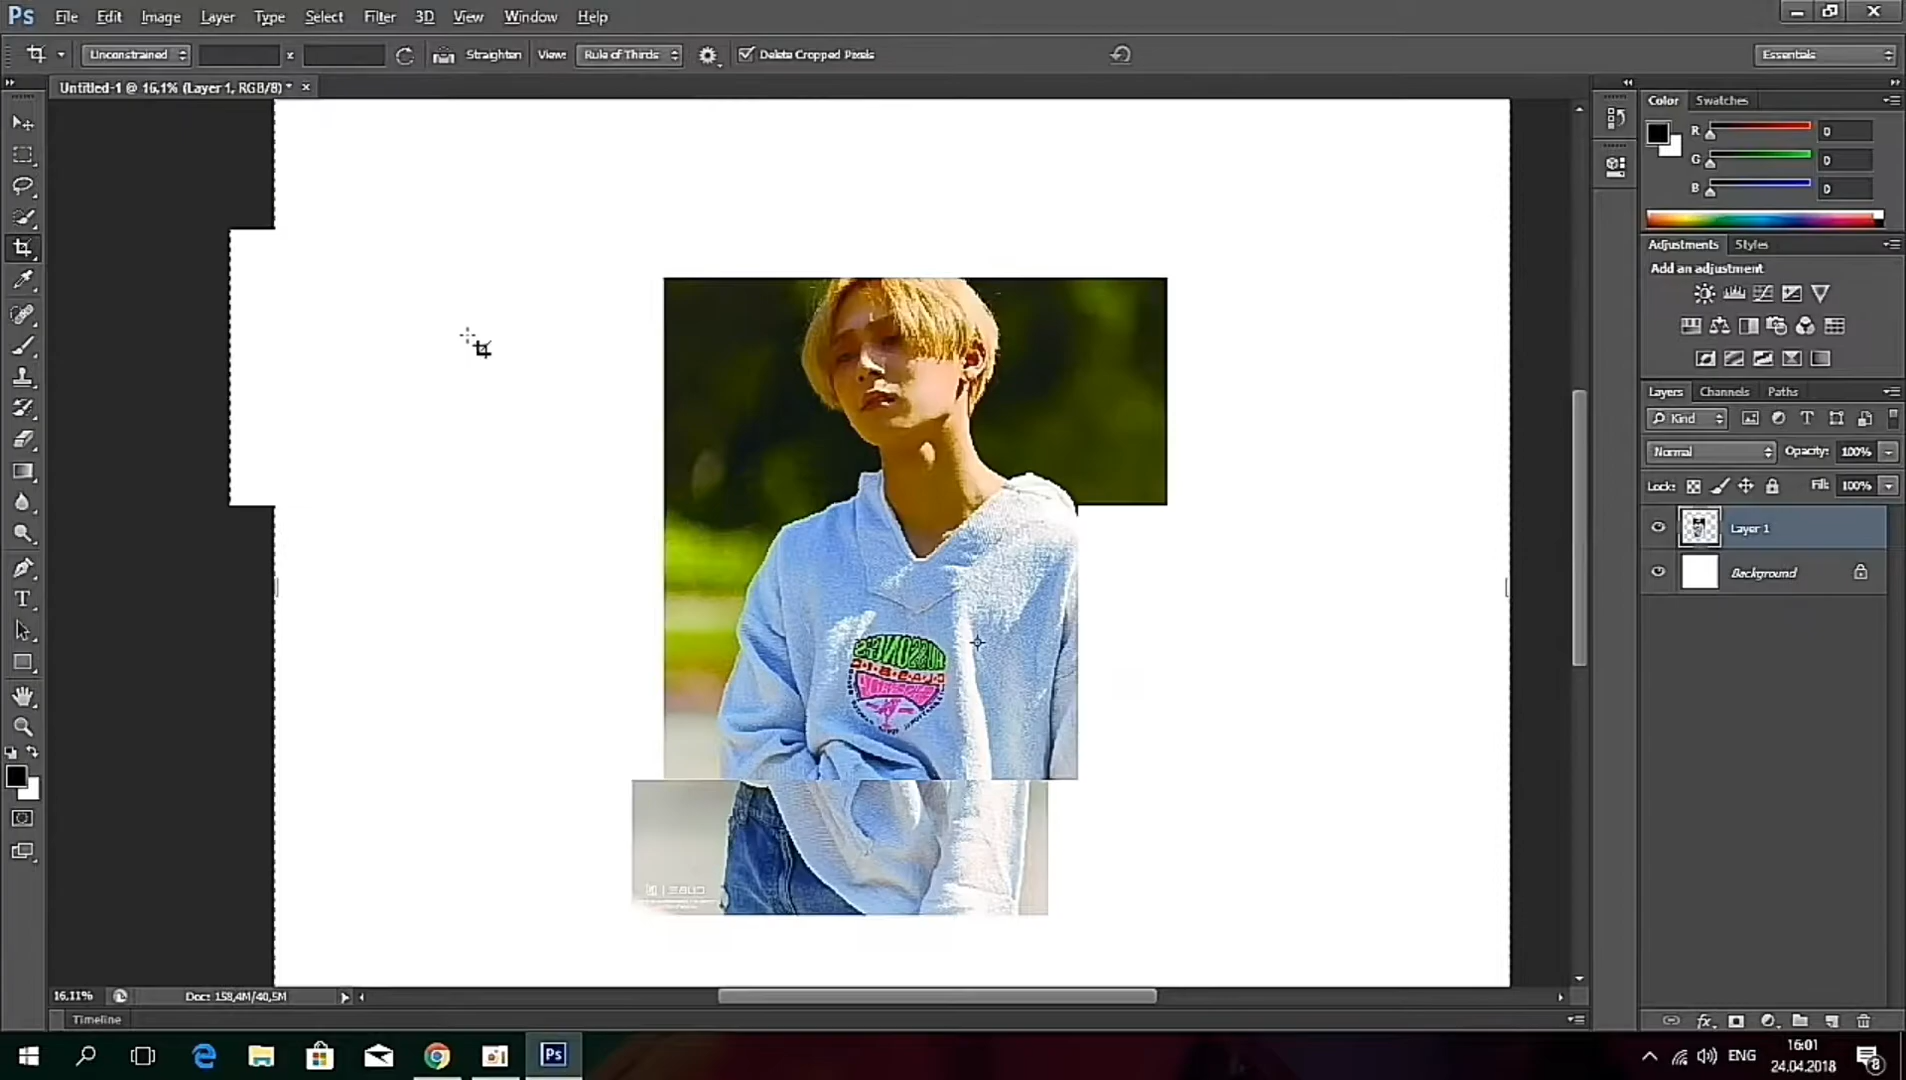 Ps File Edit Image Layer Type Select Filter 3D View Window Help
Unconstrained x Straighten View: Rule of Thirds Delete Cropped Pixels Essentials
Untitled-1 @ 16,1% (Layer 1, RGB/8) * ×
Color Swatches
R 0
G 0
B 0
Adjustments Styles
Add an adjustment
Layers Channels Paths
Kind
Normal Opacity: 100%
Lock: Fill: 100%
Layer 1
Background
16,11% Doc: 158,4M/40,5M
Timeline
ENG 16:01
24.04.2018
8